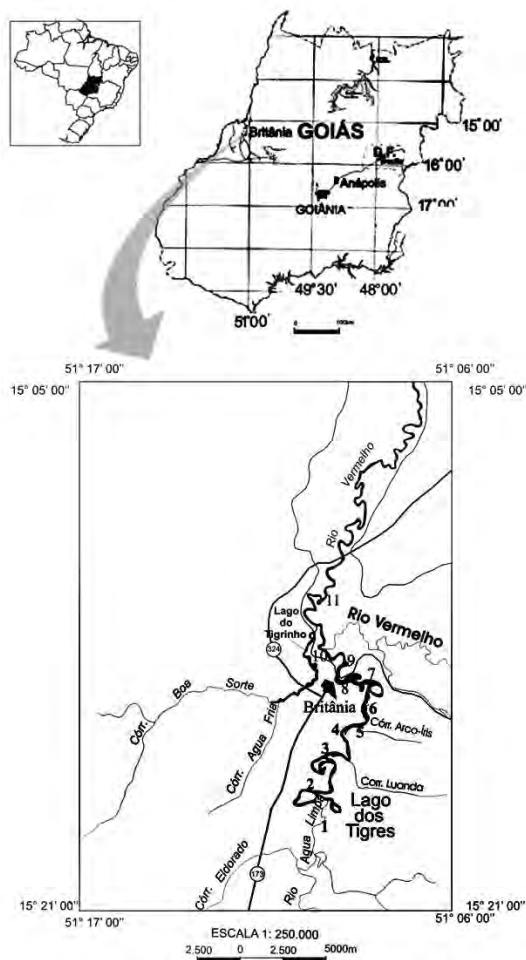 Britânia GOIÁS
15°00'
D.F.
16°00'
Anápolis
GOIÂNIA
17°00'
49°30' 48°00'
51°00'
0 100km
51° 17' 00" 51° 06' 00"
15° 05' 00" 15° 05' 00"
Rio Vermelho
11
Lago
do
Tigrinho
Rio Vermelho
324
10 9
7
8
Córr. Boa Sorte
Britânia
6
Córr. Agua Fria
4 5 Córr. Arco-Íris
3
Corr. Luanda
2
Lago
dos
Tigres
1
Rio Agua Limpa
Córr. Eldorado
173
15° 21' 00" 15° 21' 00"
51° 17' 00" 51° 06' 00"
ESCALA 1: 250.000
2.500 0 2.500 5000m